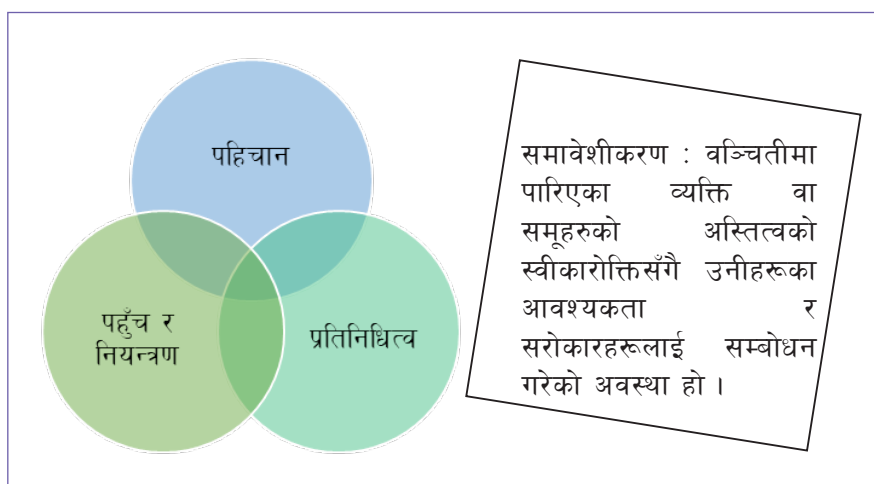 पहिचान
पहुँच र
नियन्त्रण
प्रतिनिधित्व
समावेशीकरण : वञ्चितीमा
पारिएका व्यक्ति वा
समूहरुको अस्तित्वको
स्वीकारोक्तिसँगै उनीहरूका
आवश्यकता र
सरोकारहरूलाई सम्बोधन
गरेको अवस्था हो ।